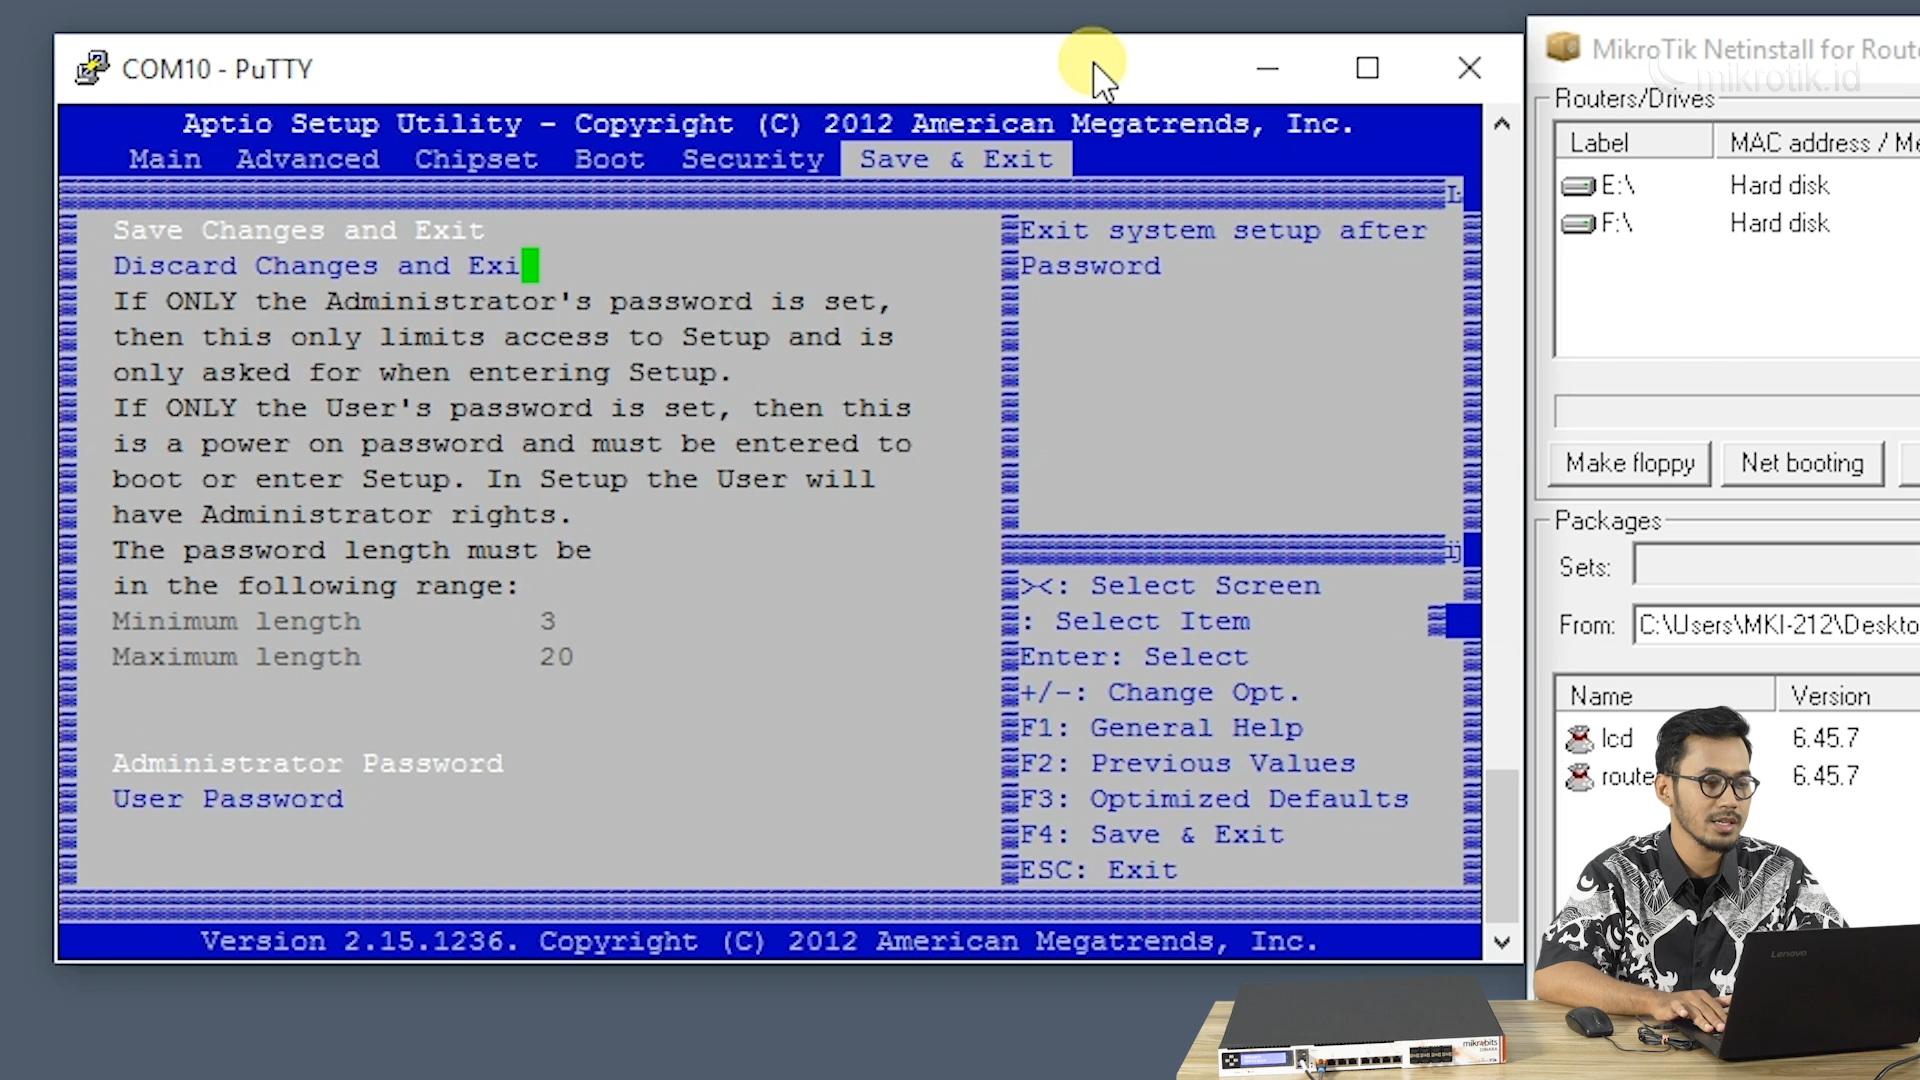 COM10 - PuTTY
Aptio Setup Utility - Copyright (C) 2012 American Megatrends, Inc.
Main Advanced Chipset Boot Security Save & Exit
Save Changes and Exit
Discard Changes and Exi
If ONLY the Administrator's password is set,
then this only limits access to Setup and is
only asked for when entering Setup.
If ONLY the User's password is set, then this
is a power on password and must be entered to
boot or enter Setup. In Setup the User will
have Administrator rights.
The password length must be
in the following range:
Minimum length 3
Maximum length 20
Administrator Password
User Password
Exit system setup after
Password
><: Select Screen
: Select Item
Enter: Select
+/-: Change Opt.
F1: General Help
F2: Previous Values
F3: Optimized Defaults
F4: Save & Exit
ESC: Exit
Version 2.15.1236. Copyright (C) 2012 American Megatrends, Inc.
MikroTik Netinstall for Route
mikrotik.id
Routers/Drives
Label MAC address / Me
E:\ Hard disk
F:\ Hard disk
Make floppy Net booting
Packages
Sets:
From: C:\Users\MKI-212\Deskto
Name Version
lcd 6.45.7
route 6.45.7
Lenovo
mikrobits